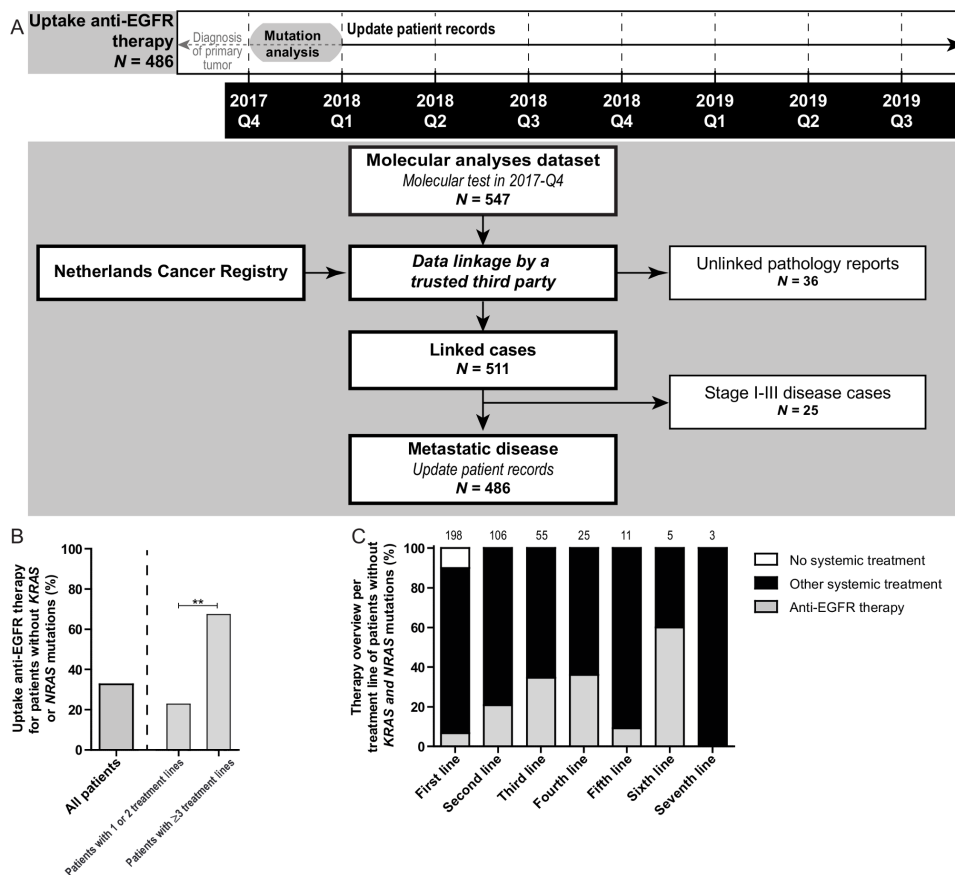 A
Uptake anti-EGFR
therapy
N = 486
Diagnosis
of primary
tumor
Mutation
analysis
Update patient records
2017
Q4
2018
Q1
2018
Q2
2018
Q3
2018
Q4
2019
Q1
2019
Q2
2019
Q3
Molecular analyses dataset
Molecular test in 2017-Q4
N = 547
Netherlands Cancer Registry
Data linkage by a
trusted third party
Unlinked pathology reports
N = 36
Linked cases
N = 511
Stage I-III disease cases
N = 25
Metastatic disease
Update patient records
N = 486
B
Uptake anti-EGFR therapy
for patients without KRAS
or NRAS mutations (%)
100
80
60
40
20
0
**
All patients
Patients with 1 or 2 treatment lines
Patients with ≥3 treatment lines
C
Therapy overview per
treatment line of patients without
KRAS and NRAS mutations (%)
198 106 55 25 11 5 3
100
80
60
40
20
0
First line
Second line
Third line
Fourth line
Fifth line
Sixth line
Seventh line
No systemic treatment
Other systemic treatment
Anti-EGFR therapy